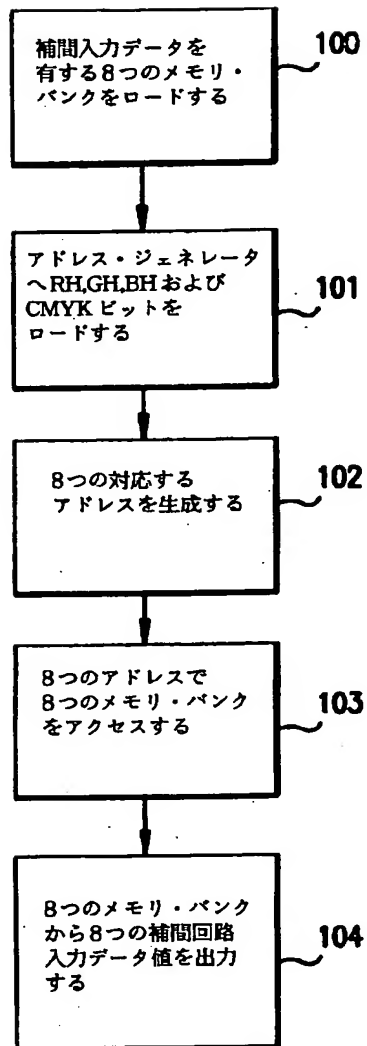 補間入力データを
有する8つのメモリ・
バンクをロードする
100
アドレス・ジェネレータ
へRH,GH,BHおよび
CMYKビットを
ロードする
101
8つの対応する
アドレスを生成する
102
8つのアドレスで
8つのメモリ・バンク
をアクセスする
103
8つのメモリ・バンク
から8つの補間回路
入力データ値を出力
する
104